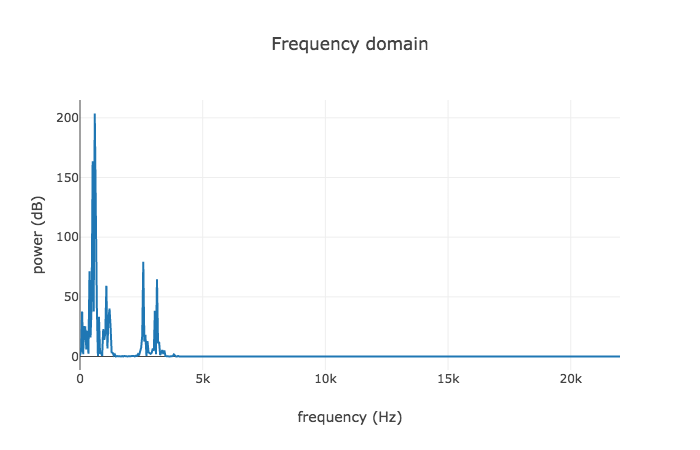 Frequency domain
power (dB)
200
150
100
50
0
0 5k 10k 15k 20k
frequency (Hz)